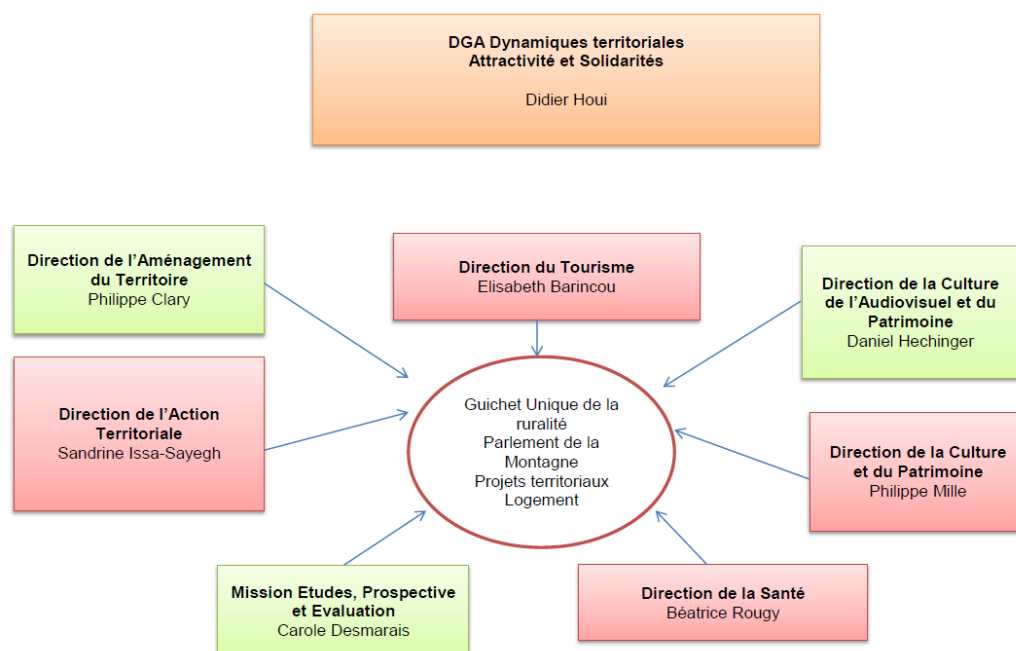 DGA Dynamiques territoriales
Attractivité et Solidarités
Didier Houi
Direction de l'Aménagement
du Territoire
Philippe Clary
Direction du Tourisme
Elisabeth Barincou
Direction de la Culture
de l'Audiovisuel et du
Patrimoine
Daniel Hechinger
Direction de l'Action
Territoriale
Sandrine Issa-Sayegh
Guichet Unique de la
ruralité
Parlement de la
Montagne
Projets territoriaux
Logement
Direction de la Culture
et du Patrimoine
Philippe Mille
Mission Etudes, Prospective
et Evaluation
Carole Desmarais
Direction de la Santé
Béatrice Rougy